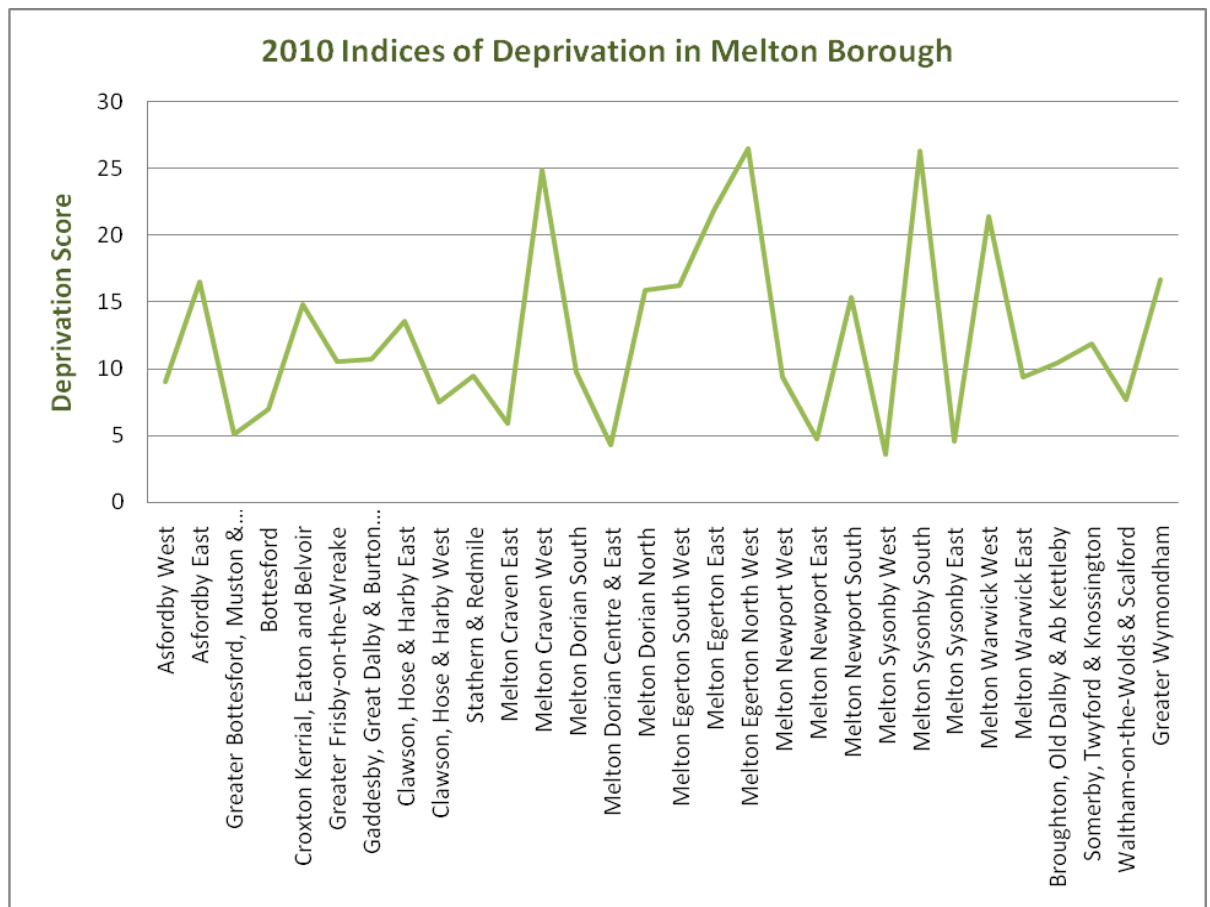 2010 Indices of Deprivation in Melton Borough
Deprivation Score
30
25
20
15
10
5
0
Asfordby West
Asfordby East
Greater Bottesford, Muston &...
Bottesford
Croxton Kerrial, Eaton and Belvoir
Greater Frisby-on-the-Wreake
Gaddesby, Great Dalby & Burton...
Clawson, Hose & Harby East
Clawson, Hose & Harby West
Stathern & Redmile
Melton Craven East
Melton Craven West
Melton Dorian South
Melton Dorian Centre & East
Melton Dorian North
Melton Egerton South West
Melton Egerton East
Melton Egerton North West
Melton Newport West
Melton Newport East
Melton Newport South
Melton Sysonby West
Melton Sysonby South
Melton Sysonby East
Melton Warwick West
Melton Warwick East
Broughton, Old Dalby & Ab Kettleby
Somerby, Twyford & Knossington
Waltham-on-the-Wolds & Scalford
Greater Wymondham